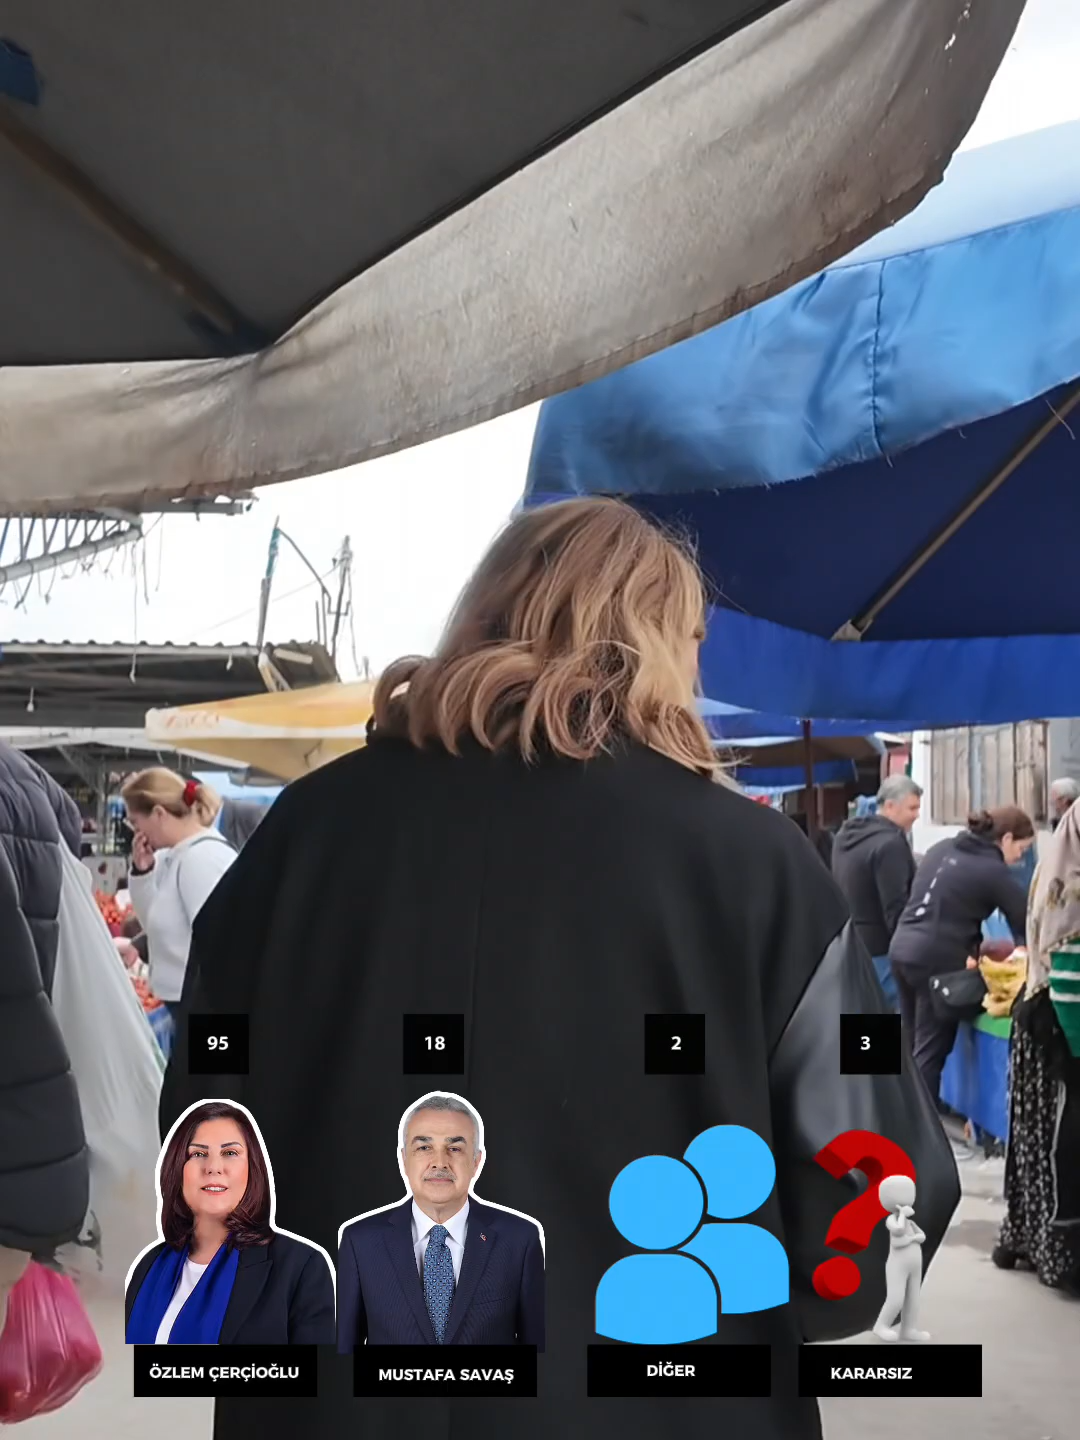 95
18
2
3
ÖZLEM ÇERÇİOĞLU
MUSTAFA SAVAŞ
DİĞER
KARARSIZ